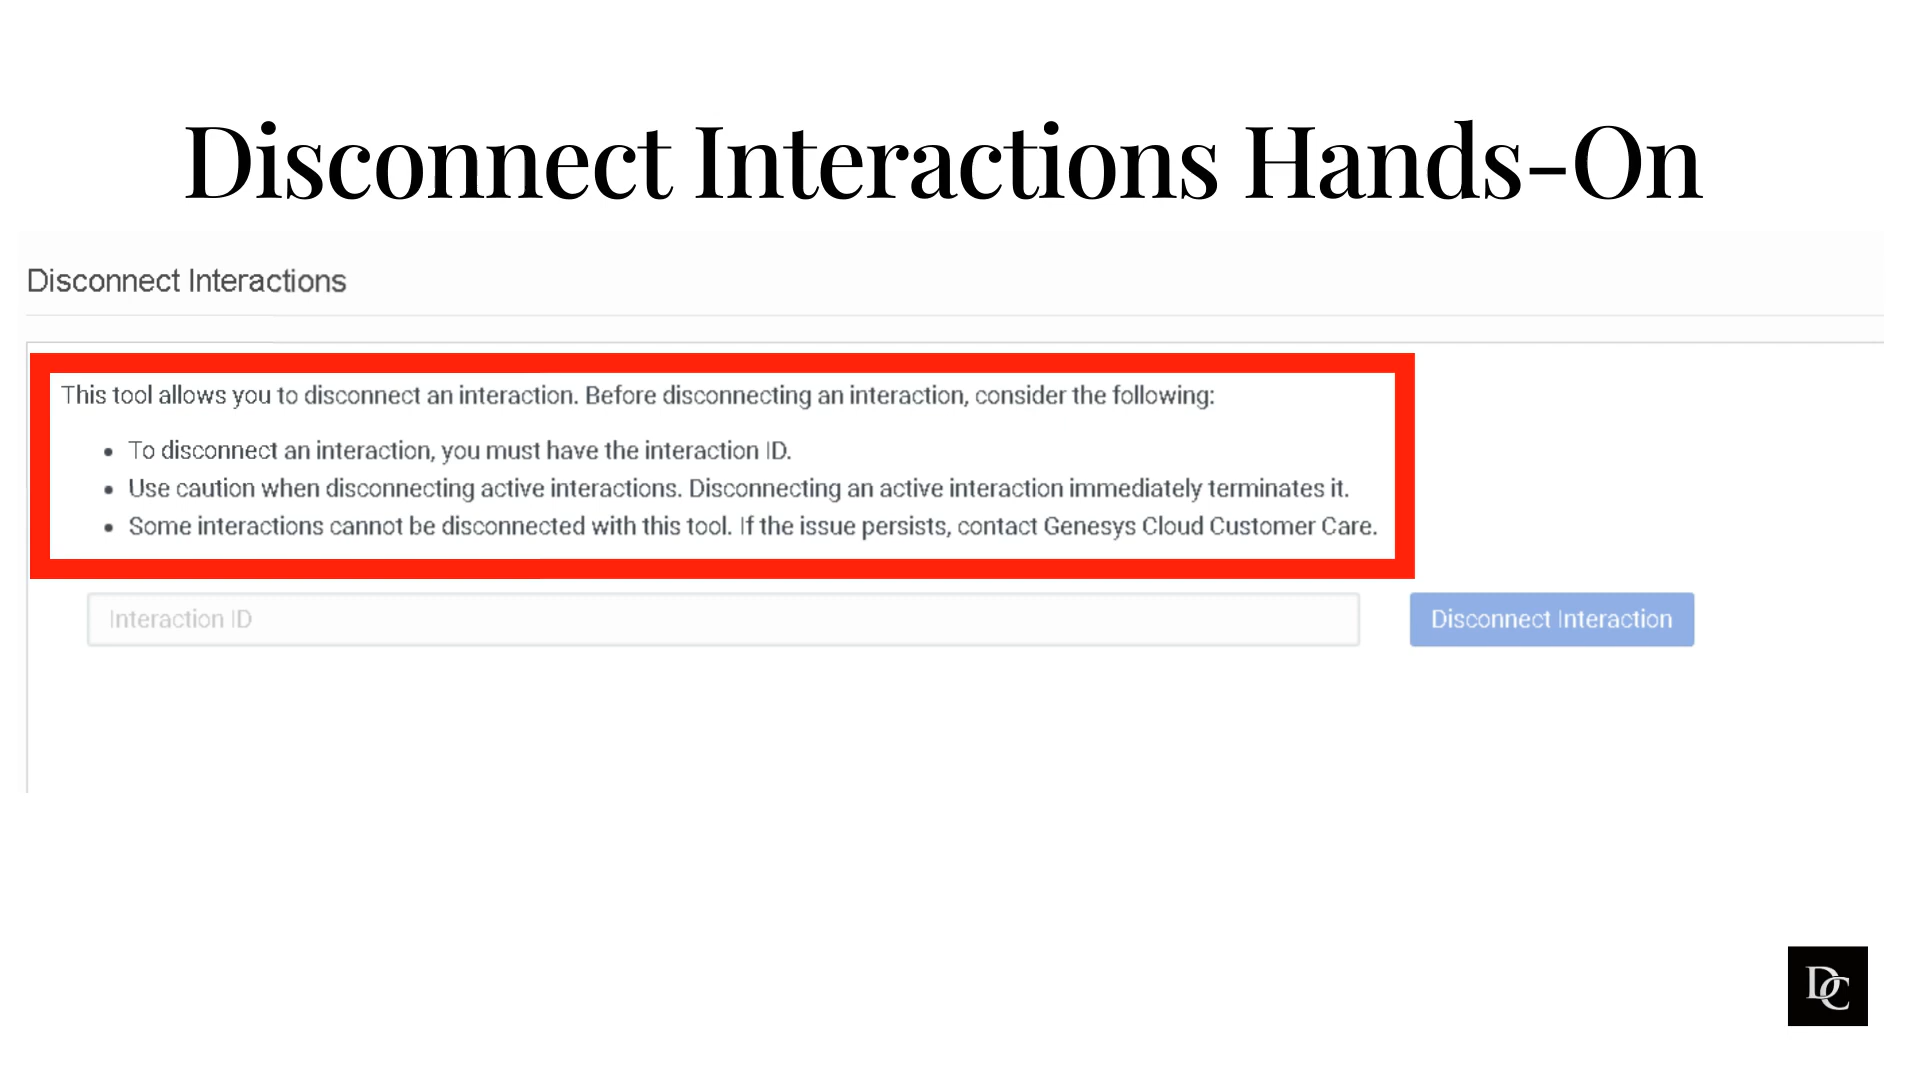 Disconnect Interactions Hands-On
Disconnect Interactions
This tool allows you to disconnect an interaction. Before disconnecting an interaction, consider the following:
• To disconnect an interaction, you must have the interaction ID.
• Use caution when disconnecting active interactions. Disconnecting an active interaction immediately terminates it.
• Some interactions cannot be disconnected with this tool. If the issue persists, contact Genesys Cloud Customer Care.
Interaction ID
Disconnect Interaction
DC